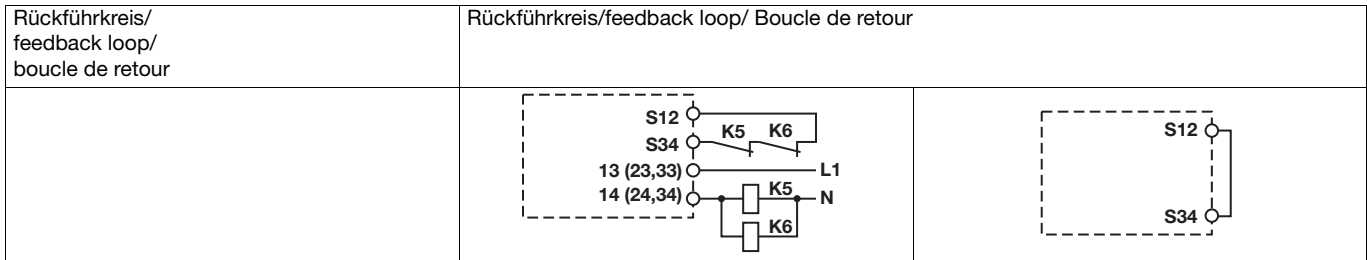 Rückführkreis/
feedback loop/
boucle de retour
Rückführkreis/feedback loop/ Boucle de retour
S12
K5 K6
S34
13 (23,33) L1
14 (24,34) K5 N
K6
S12
S34